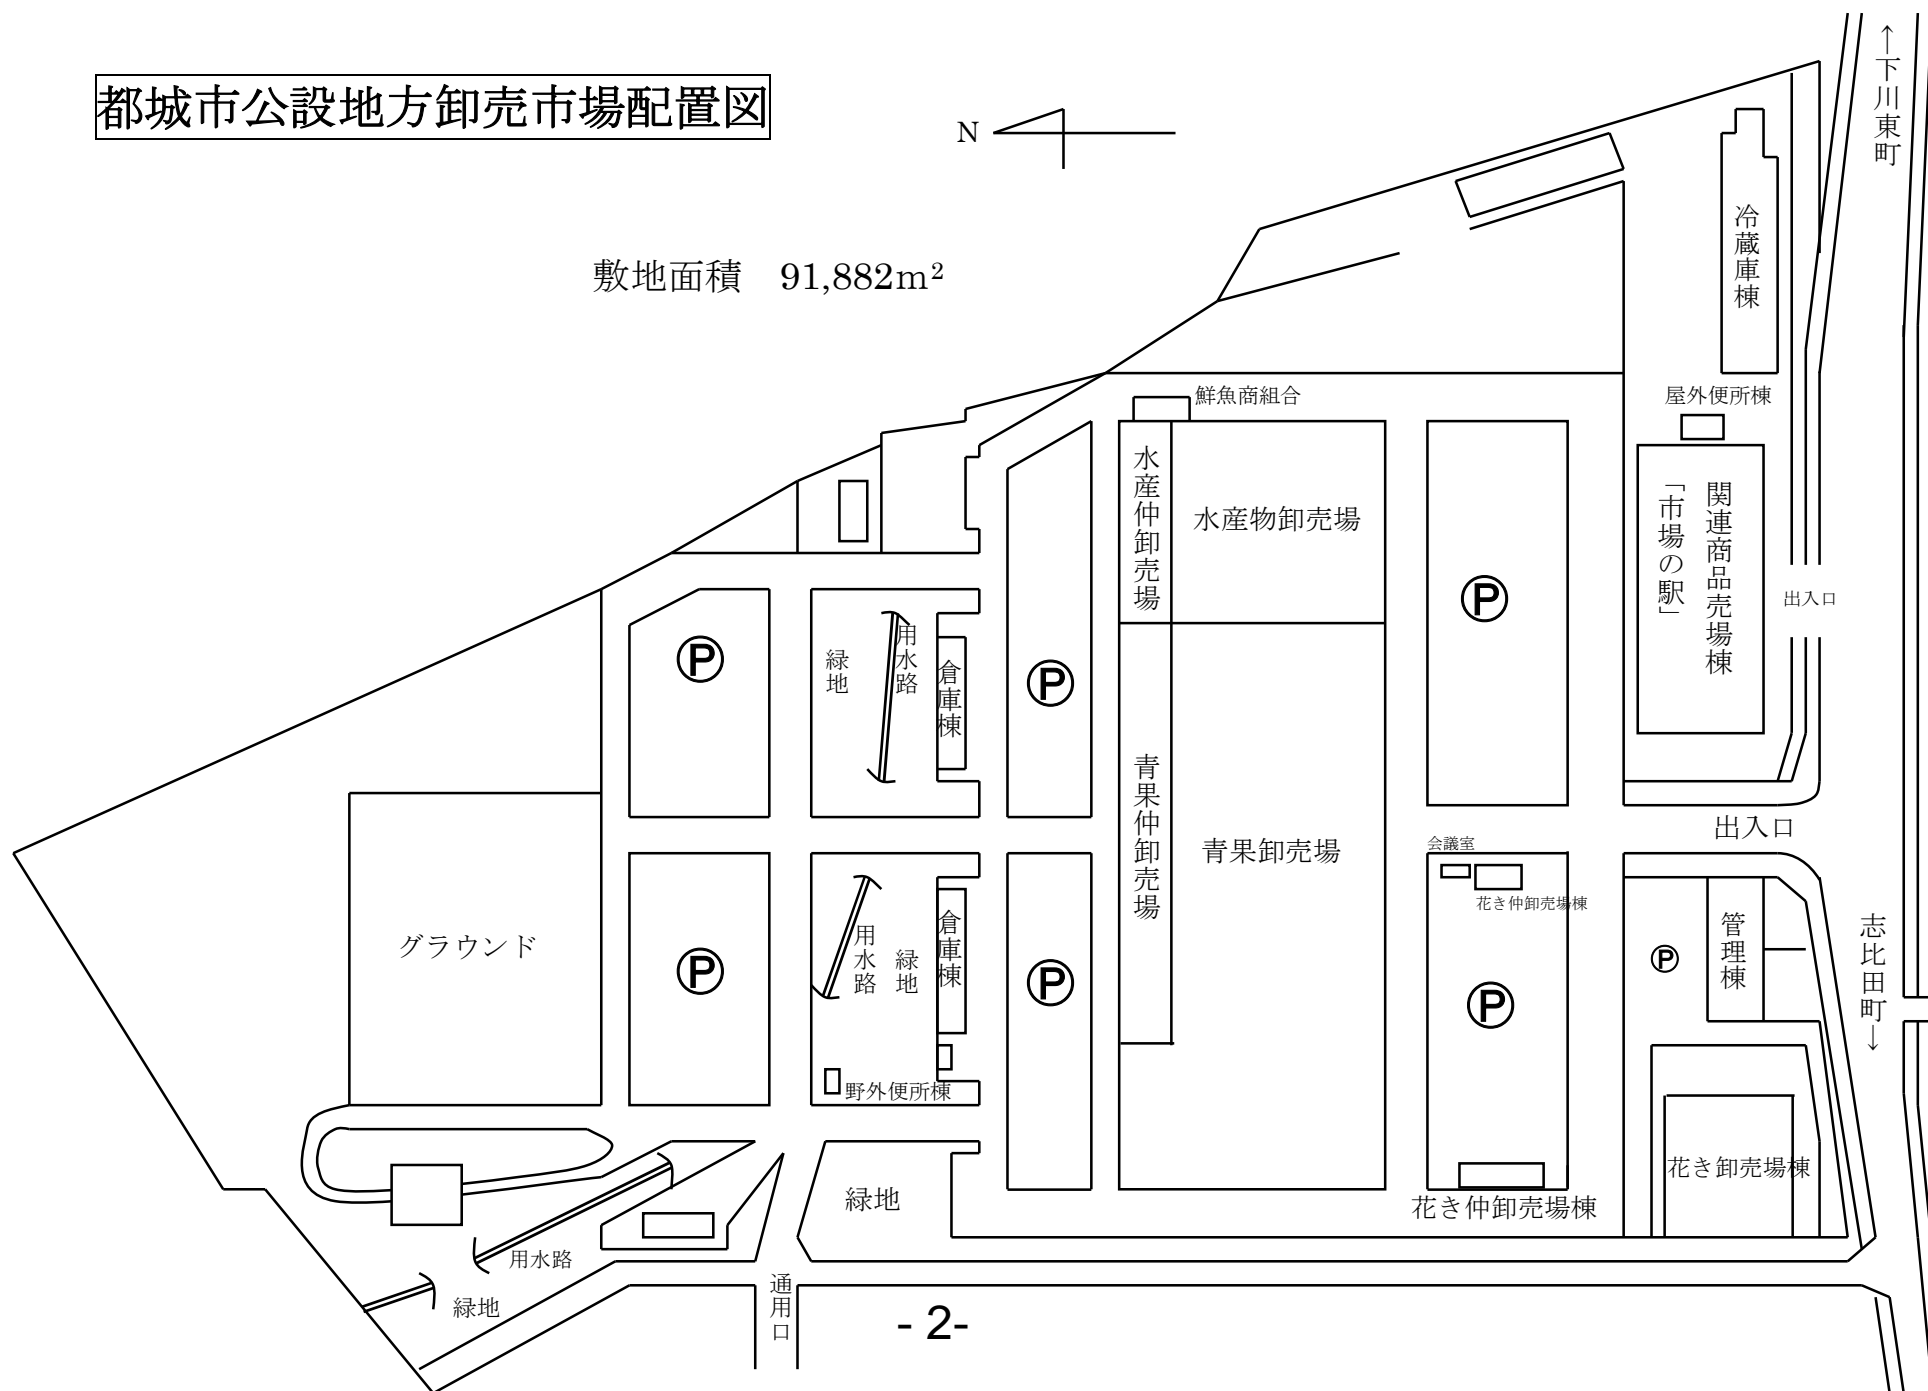 都城市公設地方卸売市場配置図
N
敷地面積 91,882m²
←下川東町
冷蔵庫棟
鮮魚商組合
屋外便所棟
水産仲卸売場
水産物卸売場
関連商品売場棟
「市場の駅」
P
出入口
P
緑地
用水路
倉庫棟
P
青果仲卸売場
青果卸売場
出入口
会議室
花き仲卸売場棟
グラウンド
P
用水路
緑地
倉庫棟
P
P
P
管理棟
志比田町→
野外便所棟
緑地
花き仲卸売場棟
花き卸売場棟
用水路
緑地
通用口
- 2-